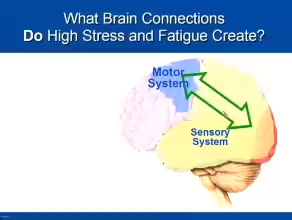 What Brain Connections
Do High Stress and Fatigue Create?
Motor
System
Sensory
System